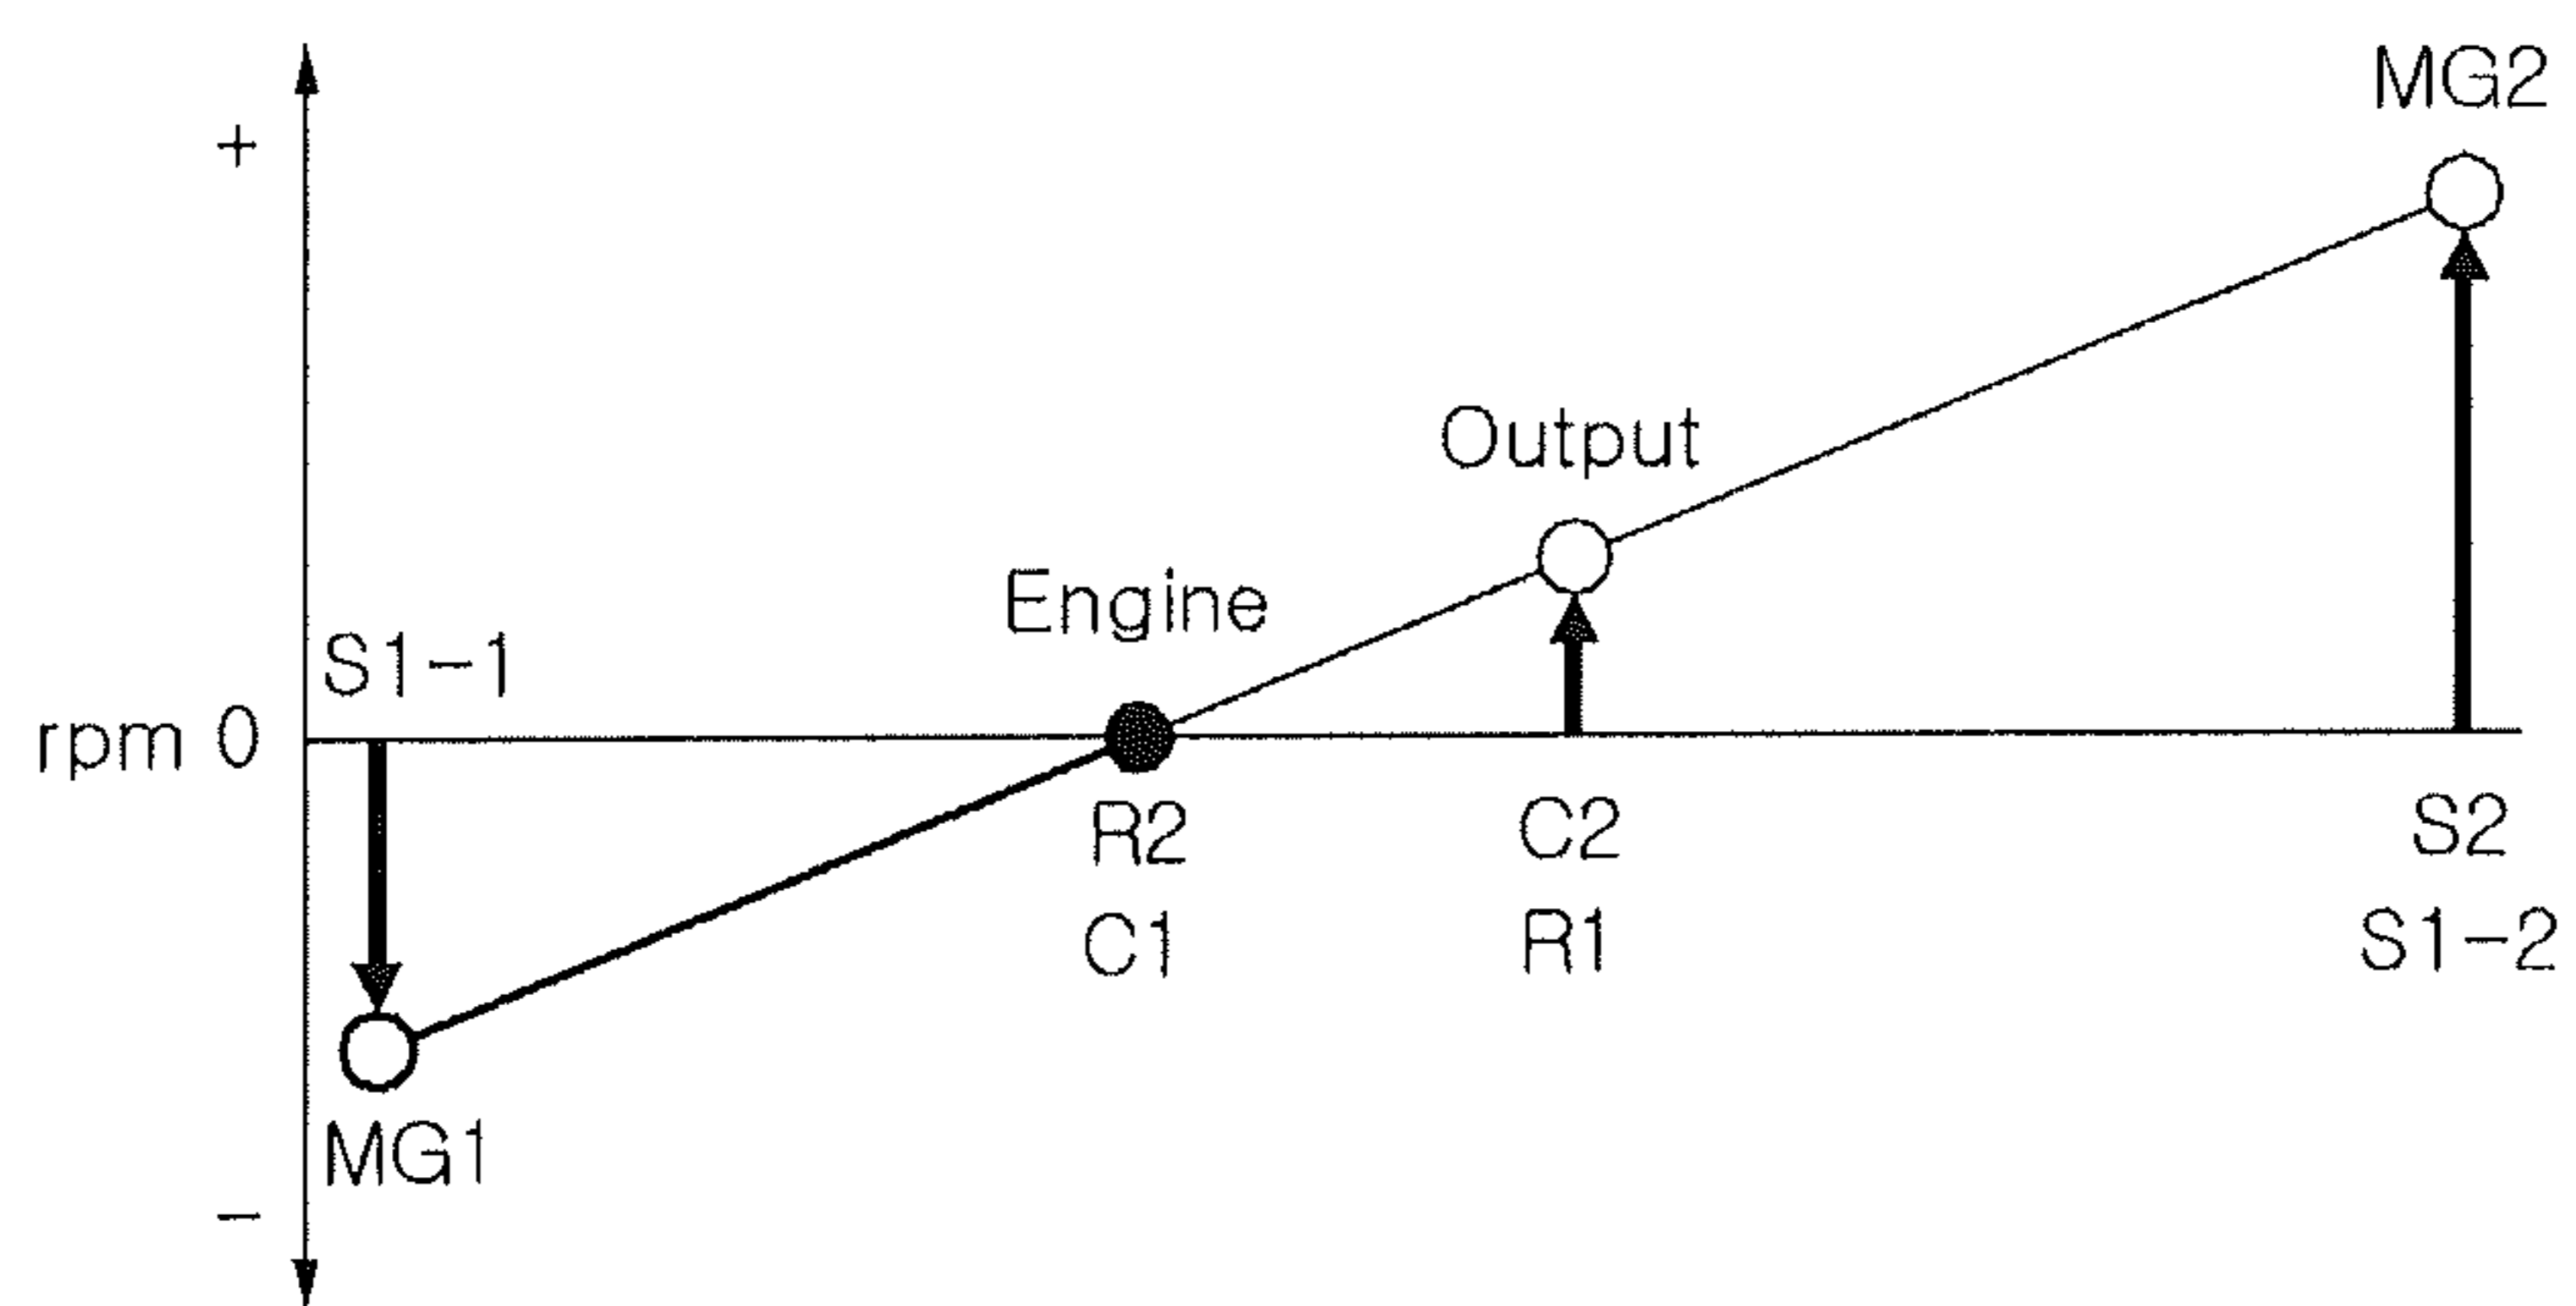 MG2
+
Output
Engine
S1-1
rpm 0
R2
C2
S2
C1
R1
S1-2
MG1
-